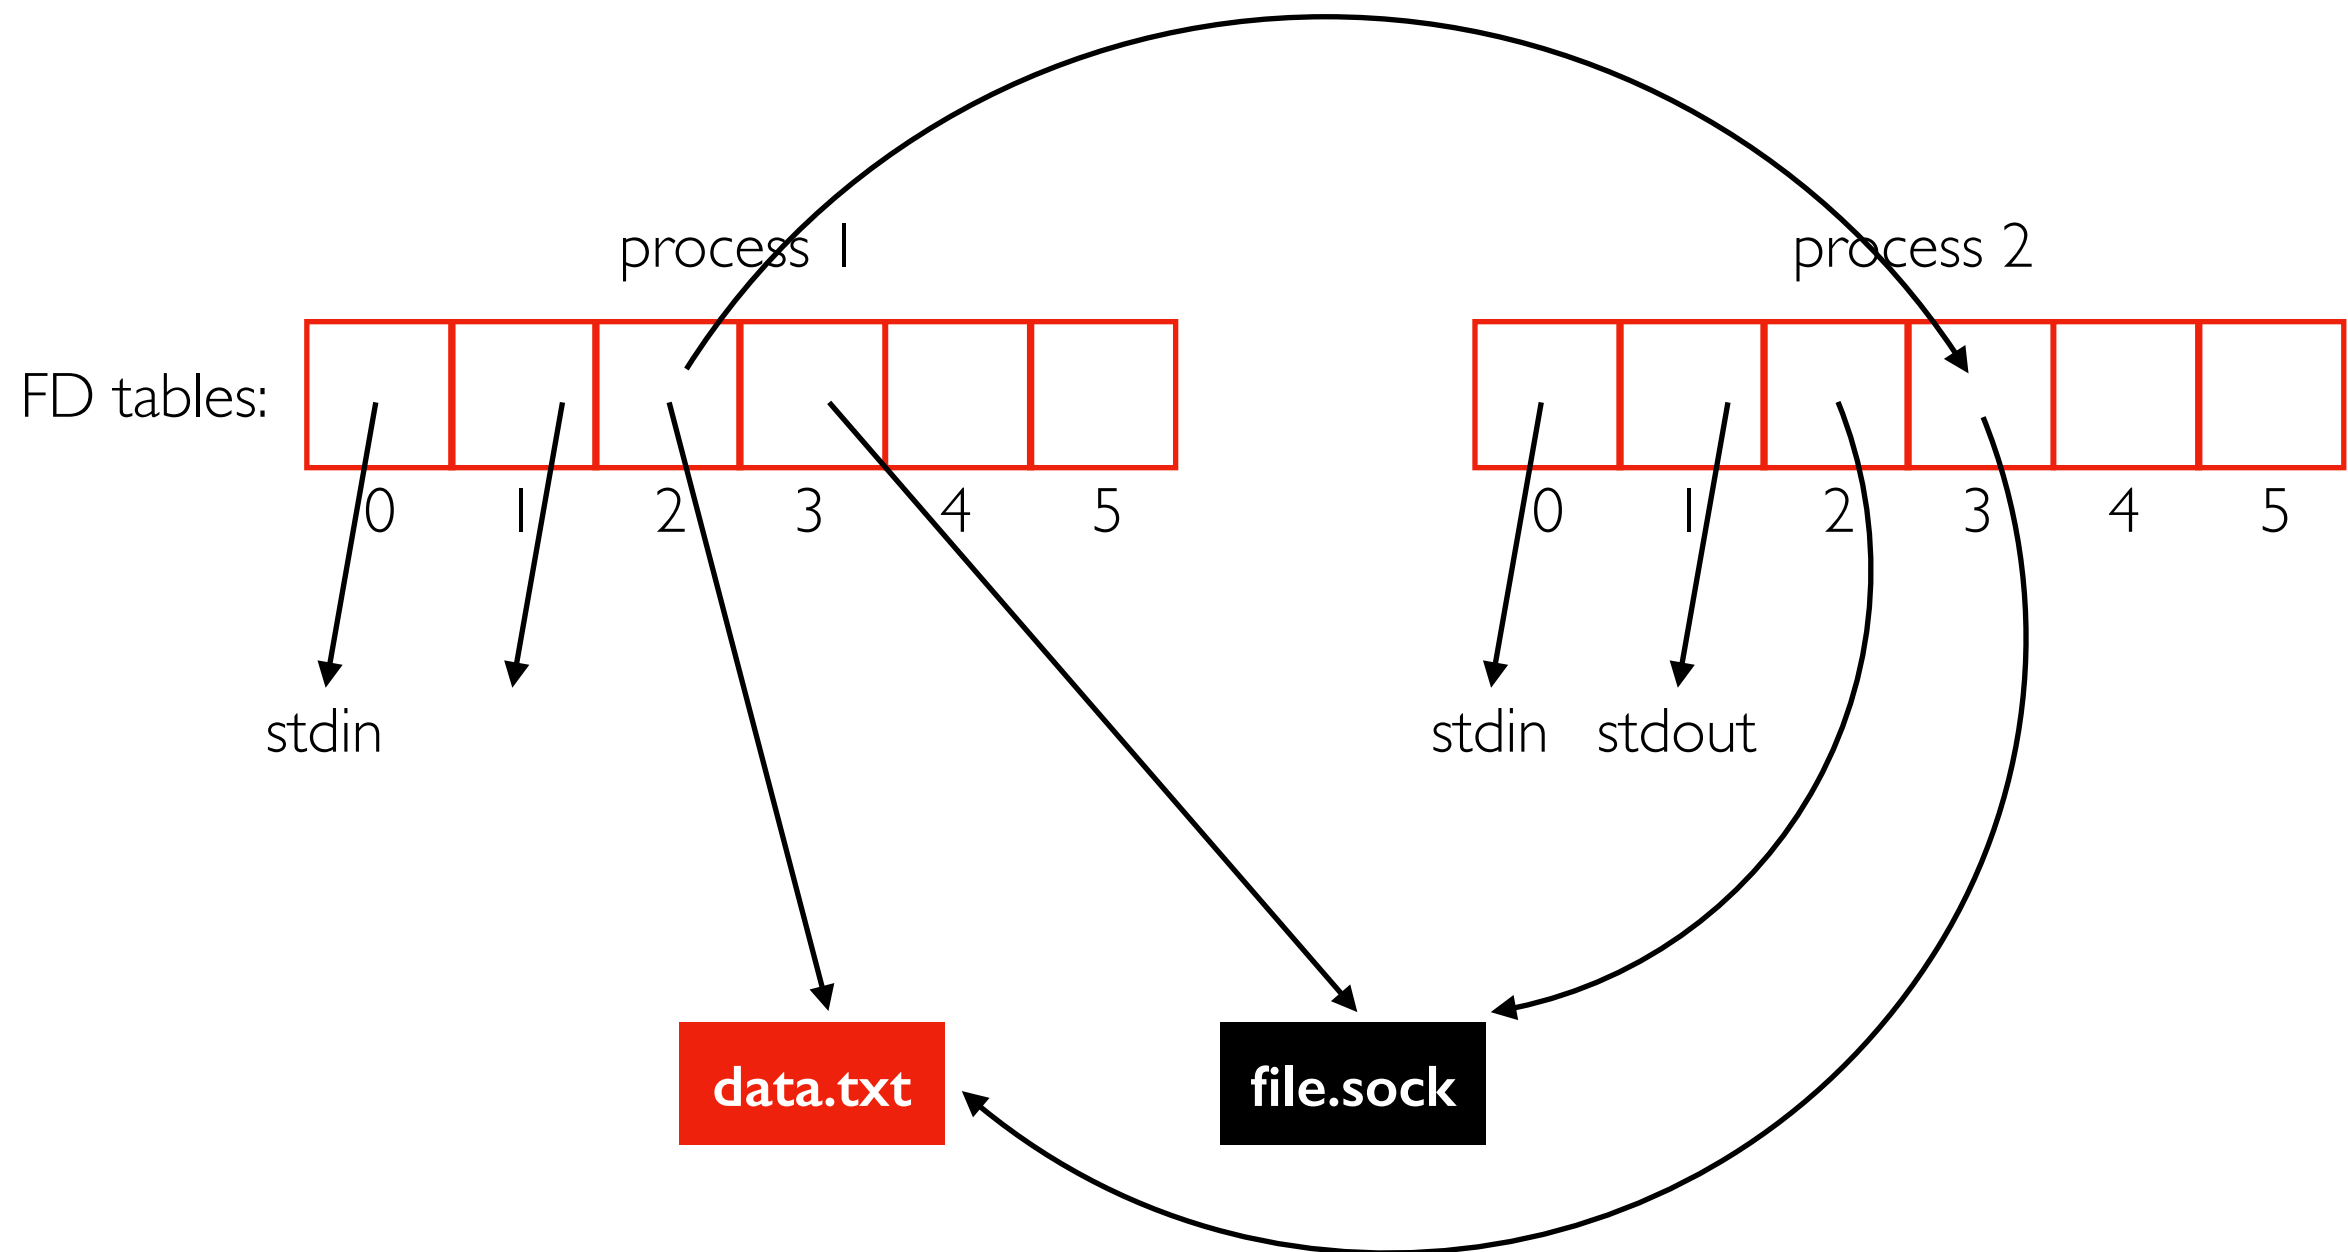 process 1 process 2
FD tables:
0 1 2 3 4 5 0 1 2 3 4 5
stdin stdin stdout
data.txt file.sock